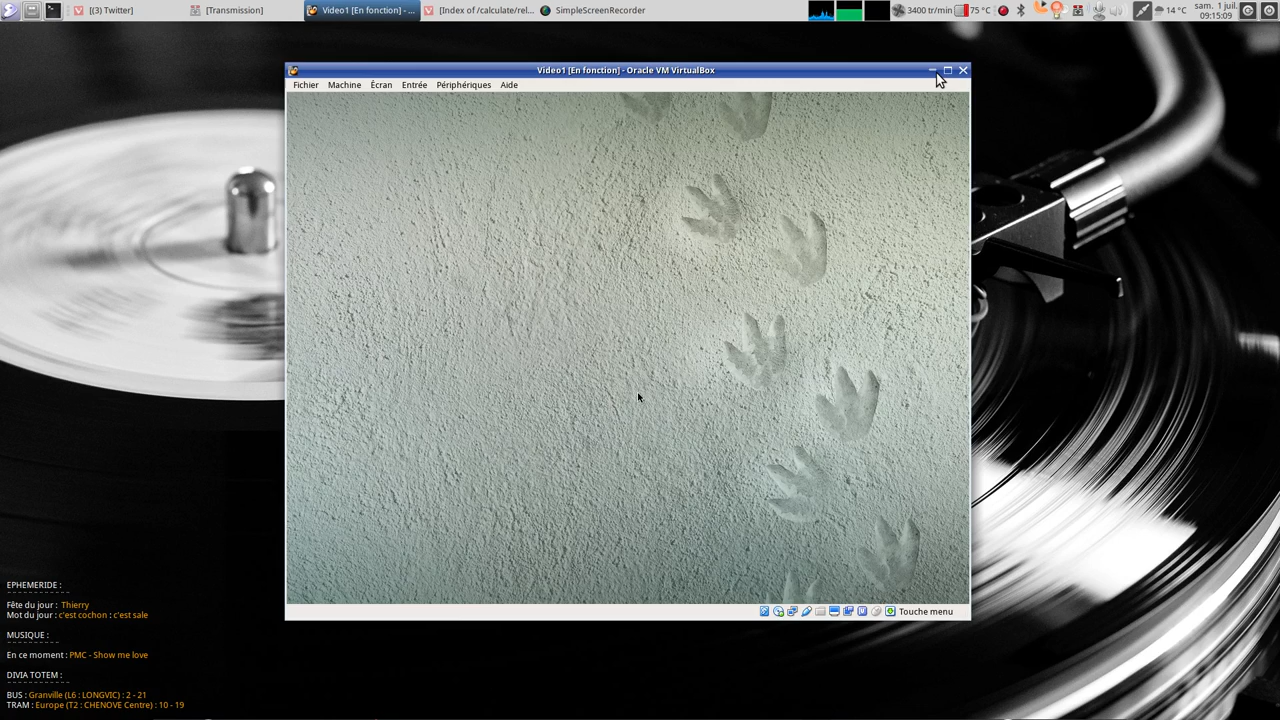 [(3) Twitter]
[Transmission]
Video1 [En fonction] - ...
[Index of /calculate/rel...
SimpleScreenRecorder
3400 tr/min
75 °C
14 °C
sam. 1 juil.
09:15:09
Video1 [En fonction] - Oracle VM VirtualBox
Fichier Machine Écran Entrée Périphériques Aide
Touche menu
EPHEMERIDE :
Fête du jour : Thierry
Mot du jour : c'est cochon : c'est sale
MUSIQUE :
En ce moment : PMC - Show me love
DIVIA TOTEM :
BUS : Granville (L6 : LONGVIC) : 2 - 21
TRAM : Europe (T2 : CHENOVE Centre) : 10 - 19